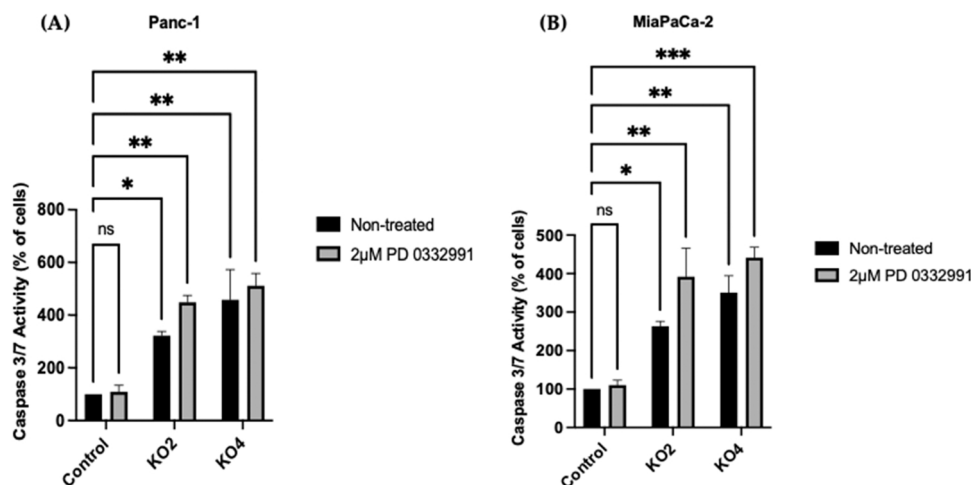 (A)
Panc-1
**
**
**
*
ns
Caspase 3/7 Activity (% of cells)
800
600
400
200
0
Control
KO2
KO4
Non-treated
2µM PD 0332991
(B)
MiaPaCa-2
***
**
**
*
ns
Caspase 3/7 Activity (% of cells)
500
400
300
200
100
0
Control
KO2
KO4
Non-treated
2µM PD 0332991